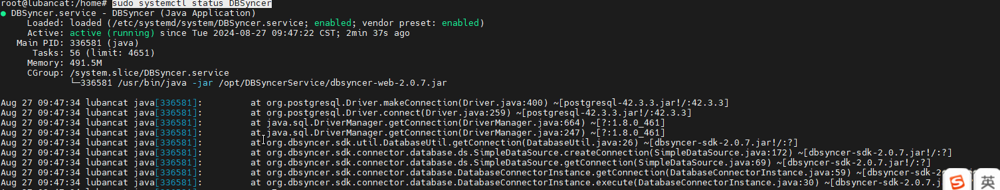 root@lubancat:/home# sudo systemctl status DBSyncer
● DBSyncer.service - DBSyncer (Java Application)
Loaded: loaded (/etc/systemd/system/DBSyncer.service; enabled; vendor preset: enabled)
Active: active (running) since Tue 2024-08-27 09:47:22 CST; 2min 37s ago
Main PID: 336581 (java)
Tasks: 56 (limit: 4651)
Memory: 491.5M
CGroup: /system.slice/DBSyncer.service
└─336581 /usr/bin/java -jar /opt/DBSyncerService/dbsyncer-web-2.0.7.jar
Aug 27 09:47:34 lubancat java[336581]: at org.postgresql.Driver.makeConnection(Driver.java:400) ~[postgresql-42.3.3.jar!/:42.3.3]
Aug 27 09:47:34 lubancat java[336581]: at org.postgresql.Driver.connect(Driver.java:259) ~[postgresql-42.3.3.jar!/:42.3.3]
Aug 27 09:47:34 lubancat java[336581]: at java.sql.DriverManager.getConnection(DriverManager.java:664) ~[?:1.8.0_461]
Aug 27 09:47:34 lubancat java[336581]: at java.sql.DriverManager.getConnection(DriverManager.java:247) ~[?:1.8.0_461]
Aug 27 09:47:34 lubancat java[336581]: at org.dbsyncer.sdk.util.DatabaseUtil.getConnection(DatabaseUtil.java:26) ~[dbsyncer-sdk-2.0.7.jar!/:?]
Aug 27 09:47:34 lubancat java[336581]: at org.dbsyncer.sdk.connector.database.ds.SimpleDataSource.createConnection(SimpleDataSource.java:172) ~[dbsyncer-sdk-2.0.7.jar!/:?]
Aug 27 09:47:34 lubancat java[336581]: at org.dbsyncer.sdk.connector.database.ds.SimpleDataSource.getConnection(SimpleDataSource.java:69) ~[dbsyncer-sdk-2.0.7.jar!/:?]
Aug 27 09:47:34 lubancat java[336581]: at org.dbsyncer.sdk.connector.database.DatabaseConnectorInstance.getConnection(DatabaseConnectorInstance.java:59) ~[dbsyncer-sdk-2.
Aug 27 09:47:34 lubancat java[336581]: at org.dbsyncer.sdk.connector.database.DatabaseConnectorInstance.execute(DatabaseConnectorInstance.java:30) ~[dbsyncer-sdk-2.0.7.j
S 英